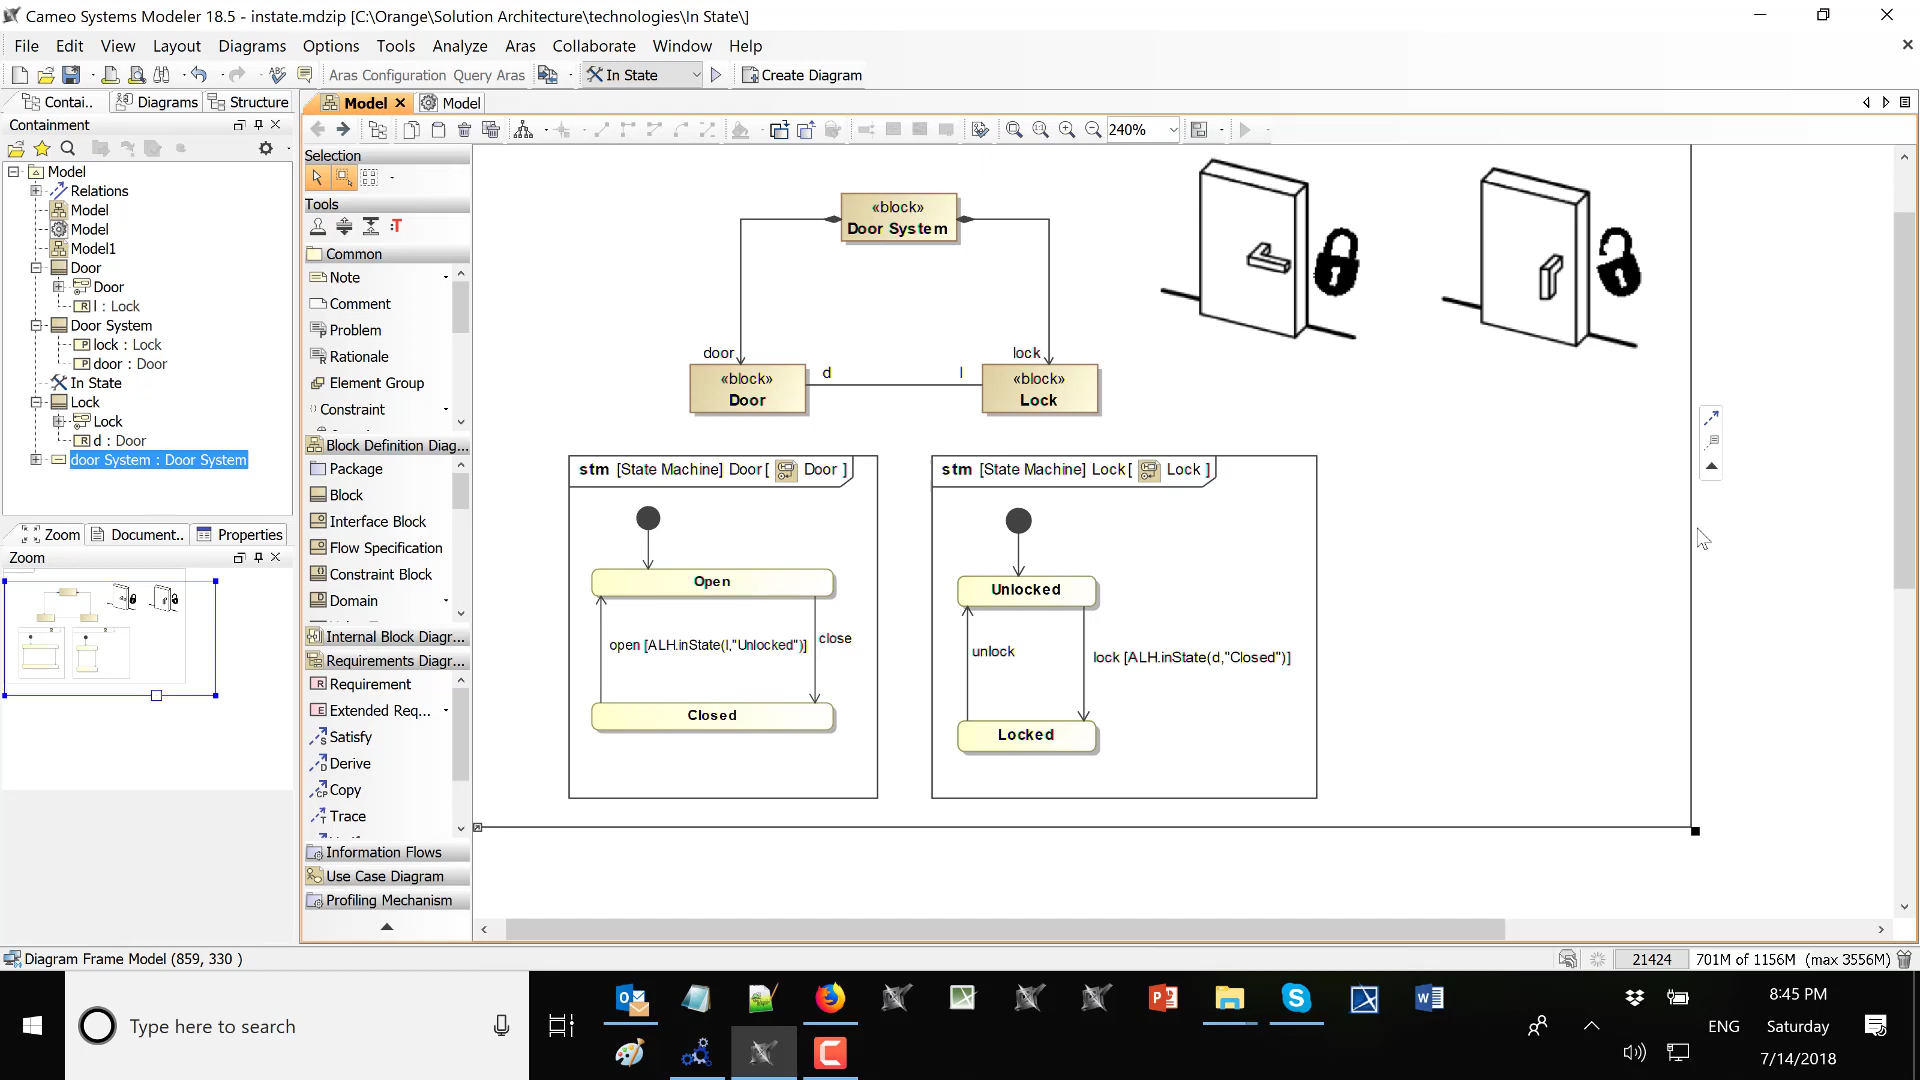 Cameo Systems Modeler 18.5 - instate.mdzip [C:\Orange\Solution Architecture\technologies\In State\]
File Edit View Layout Diagrams Options Tools Analyze Aras Collaborate Window Help
Aras Configuration Query Aras In State Create Diagram
Contai.. Diagrams Structure
Model Model
Containment
240%
Model
Relations
Model
Model
Model1
Door
Door
l : Lock
Door System
lock : Lock
door : Door
In State
Lock
Lock
d : Door
door System : Door System
Zoom Document.. Properties
Zoom
Selection
Tools
:T
Common
Note
Comment
Problem
Rationale
Element Group
Constraint
Block Definition Diag...
Package
Block
Interface Block
Flow Specification
Constraint Block
Domain
Internal Block Diagr...
Requirements Diagr...
Requirement
Extended Req...
Satisfy
Derive
Copy
Trace
Information Flows
Use Case Diagram
Profiling Mechanism
«block»
Door System
door
lock
«block»
Door
d
l
«block»
Lock
stm [State Machine] Door [ Door ]
Open
open [ALH.inState(l,"Unlocked")]
close
Closed
stm [State Machine] Lock [ Lock ]
Unlocked
unlock
lock [ALH.inState(d,"Closed")]
Locked
Diagram Frame Model (859, 330 )
21424 701M of 1156M (max 3556M)
Type here to search
ENG
8:45 PM
Saturday
7/14/2018